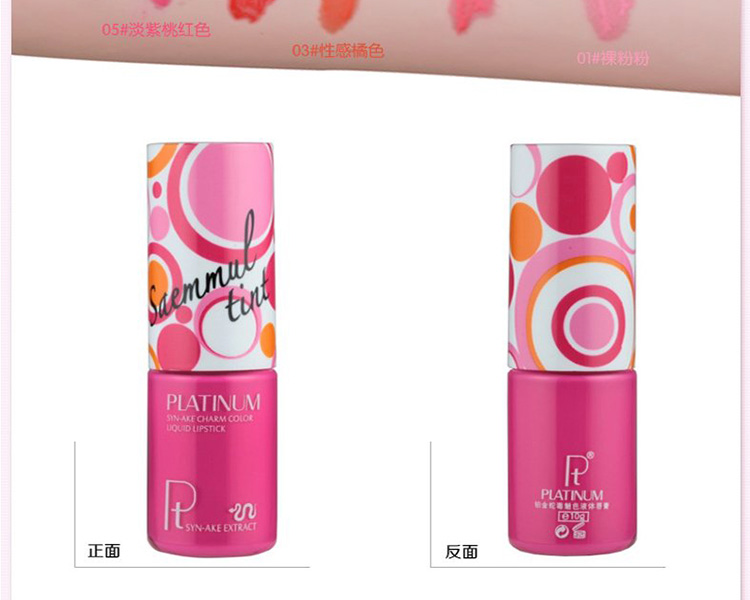 05#淡紫桃红色
03#性感橘色
01#裸粉粉
Saemmul
tint
PLATINUM
SYN-AKE CHARM COLOR
LIQUID LIPSTICK
Pt
SYN-AKE EXTRACT
正面
Pt®
PLATINUM
铂金蛇毒魅色液体唇膏
e10g
反面